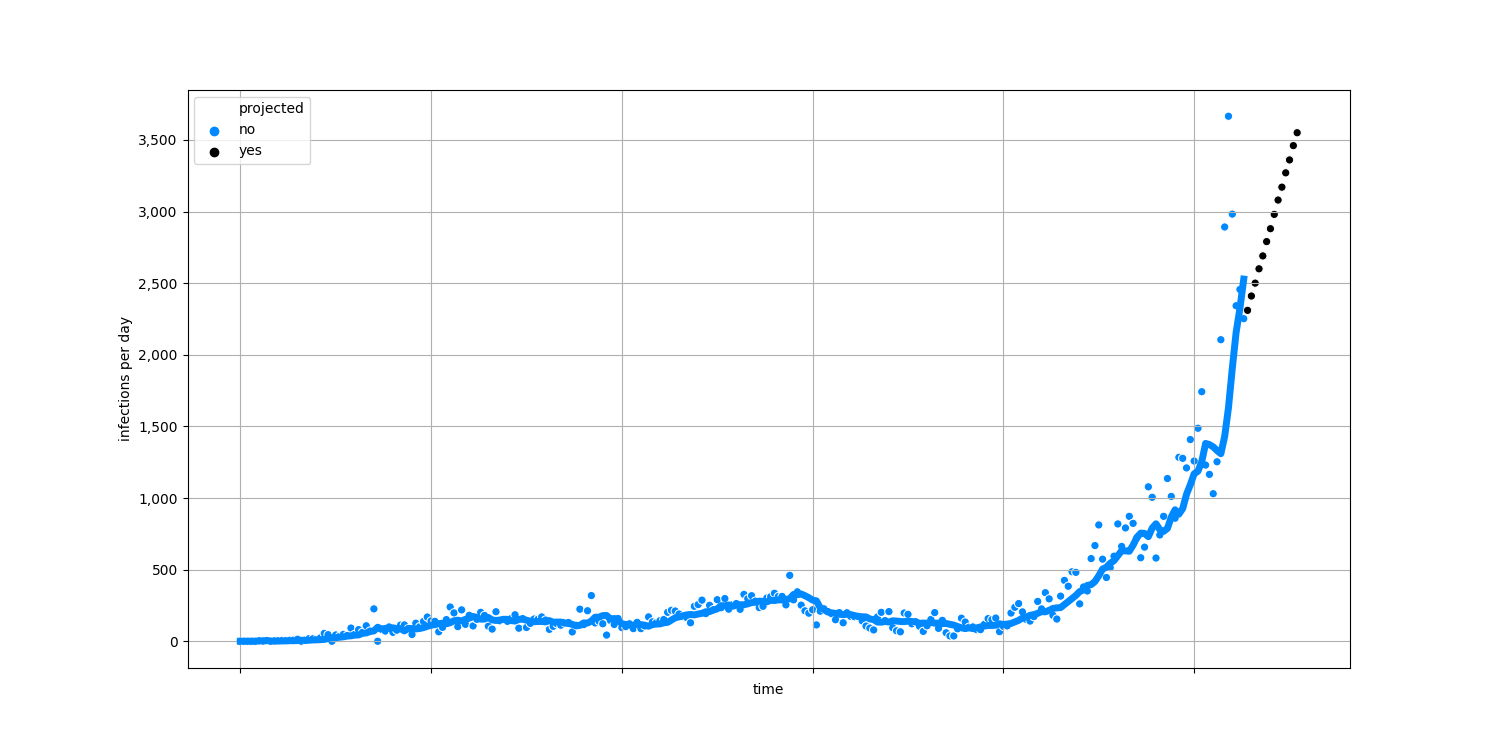 projected
no
yes
3,500
3,000
2,500
2,000
1,500
1,000
500
0
infections per day
time